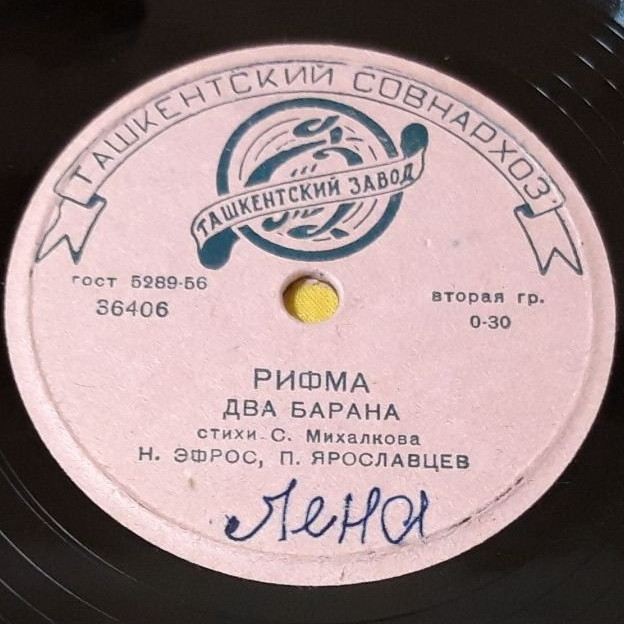 ТАШКЕНТСКИЙ СОВНАРХОЗ
ТАШКЕНТСКИЙ ЗАВОД
гост 5289-56
36406
вторая гр.
0-30
РИФМА
ДВА БАРАНА
стихи С. Михалкова
Н. ЭФРОС, П. ЯРОСЛАВЦЕВ
Лена